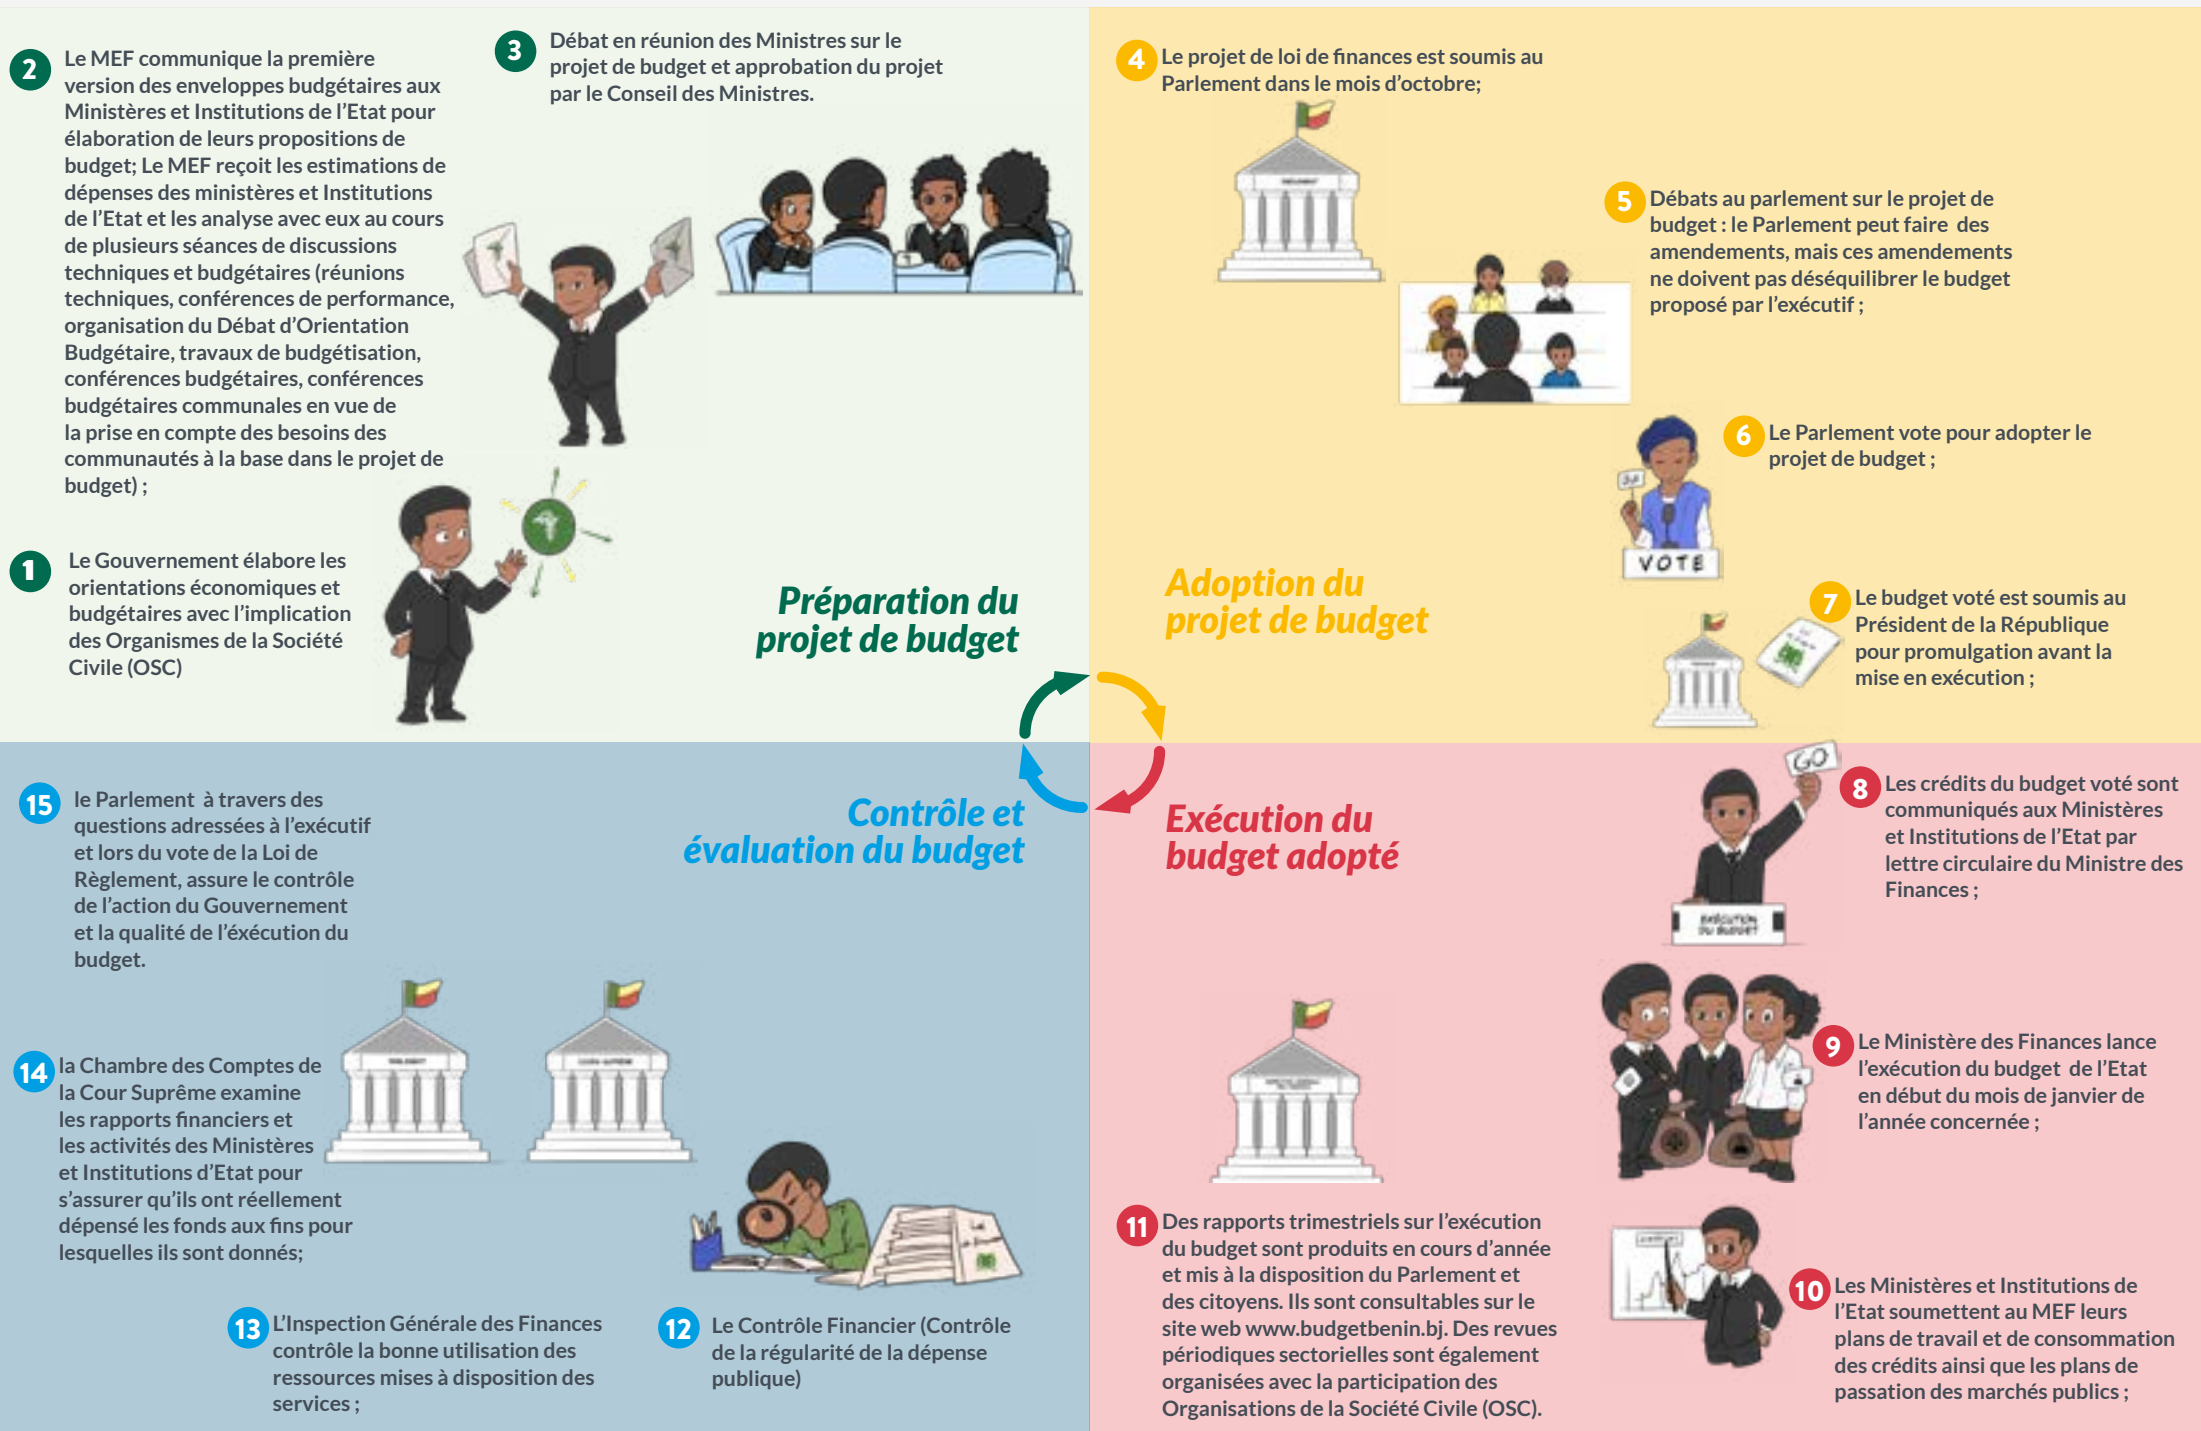 1
Le Gouvernement élabore les
orientations économiques et
budgétaires avec l'implication
des Organismes de la Société
Civile (OSC)
2
Le MEF communique la première
version des enveloppes budgétaires aux
Ministères et Institutions de l'Etat pour
élaboration de leurs propositions de
budget; Le MEF reçoit les estimations de
dépenses des ministères et Institutions
de l'Etat et les analyse avec eux au cours
de plusieurs séances de discussions
techniques et budgétaires (réunions
techniques, conférences de performance,
organisation du Débat d'Orientation
Budgétaire, travaux de budgétisation,
conférences budgétaires, conférences
budgétaires communales en vue de
la prise en compte des besoins des
communautés à la base dans le projet de
budget) ;
3
Débat en réunion des Ministres sur le
projet de budget et approbation du projet
par le Conseil des Ministres.
Préparation du
projet de budget
4
Le projet de loi de finances est soumis au
Parlement dans le mois d'octobre;
5
Débats au parlement sur le projet de
budget : le Parlement peut faire des
amendements, mais ces amendements
ne doivent pas déséquilibrer le budget
proposé par l'exécutif ;
6
Le Parlement vote pour adopter le
projet de budget ;
VOTE
7
Le budget voté est soumis au
Président de la République
pour promulgation avant la
mise en exécution ;
Adoption du
projet de budget
GO
8
Les crédits du budget voté sont
communiqués aux Ministères
et Institutions de l'Etat par
lettre circulaire du Ministre des
Finances ;
EXÉCUTION
DU BUDGET
9
Le Ministère des Finances lance
l'exécution du budget de l'Etat
en début du mois de janvier de
l'année concernée ;
10
Les Ministères et Institutions de
l'Etat soumettent au MEF leurs
plans de travail et de consommation
des crédits ainsi que les plans de
passation des marchés publics ;
11
Des rapports trimestriels sur l'exécution
du budget sont produits en cours d'année
et mis à la disposition du Parlement et
des citoyens. Ils sont consultables sur le
site web www.budgetbenin.bj. Des revues
périodiques sectorielles sont également
organisées avec la participation des
Organisations de la Société Civile (OSC).
Exécution du
budget adopté
12
Le Contrôle Financier (Contrôle
de la régularité de la dépense
publique)
13
L'Inspection Générale des Finances
contrôle la bonne utilisation des
ressources mises à disposition des
services ;
14
la Chambre des Comptes de
la Cour Suprême examine
les rapports financiers et
les activités des Ministères
et Institutions d'Etat pour
s'assurer qu'ils ont réellement
dépensé les fonds aux fins pour
lesquelles ils sont donnés;
15
le Parlement à travers des
questions adressées à l'exécutif
et lors du vote de la Loi de
Règlement, assure le contrôle
de l'action du Gouvernement
et la qualité de l'éxécution du
budget.
Contrôle et
évaluation du budget